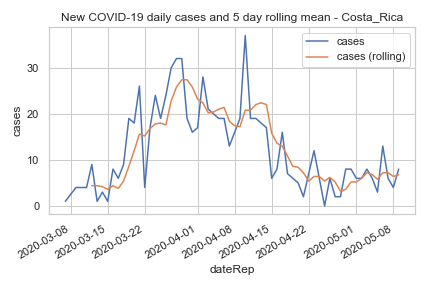 New COVID-19 daily cases and 5 day rolling mean - Costa_Rica
cases
cases (rolling)
cases
30
20
10
0
2020-03-08
2020-03-15
2020-03-22
2020-04-01
2020-04-08
2020-04-15
2020-04-22
2020-05-01
2020-05-08
dateRep